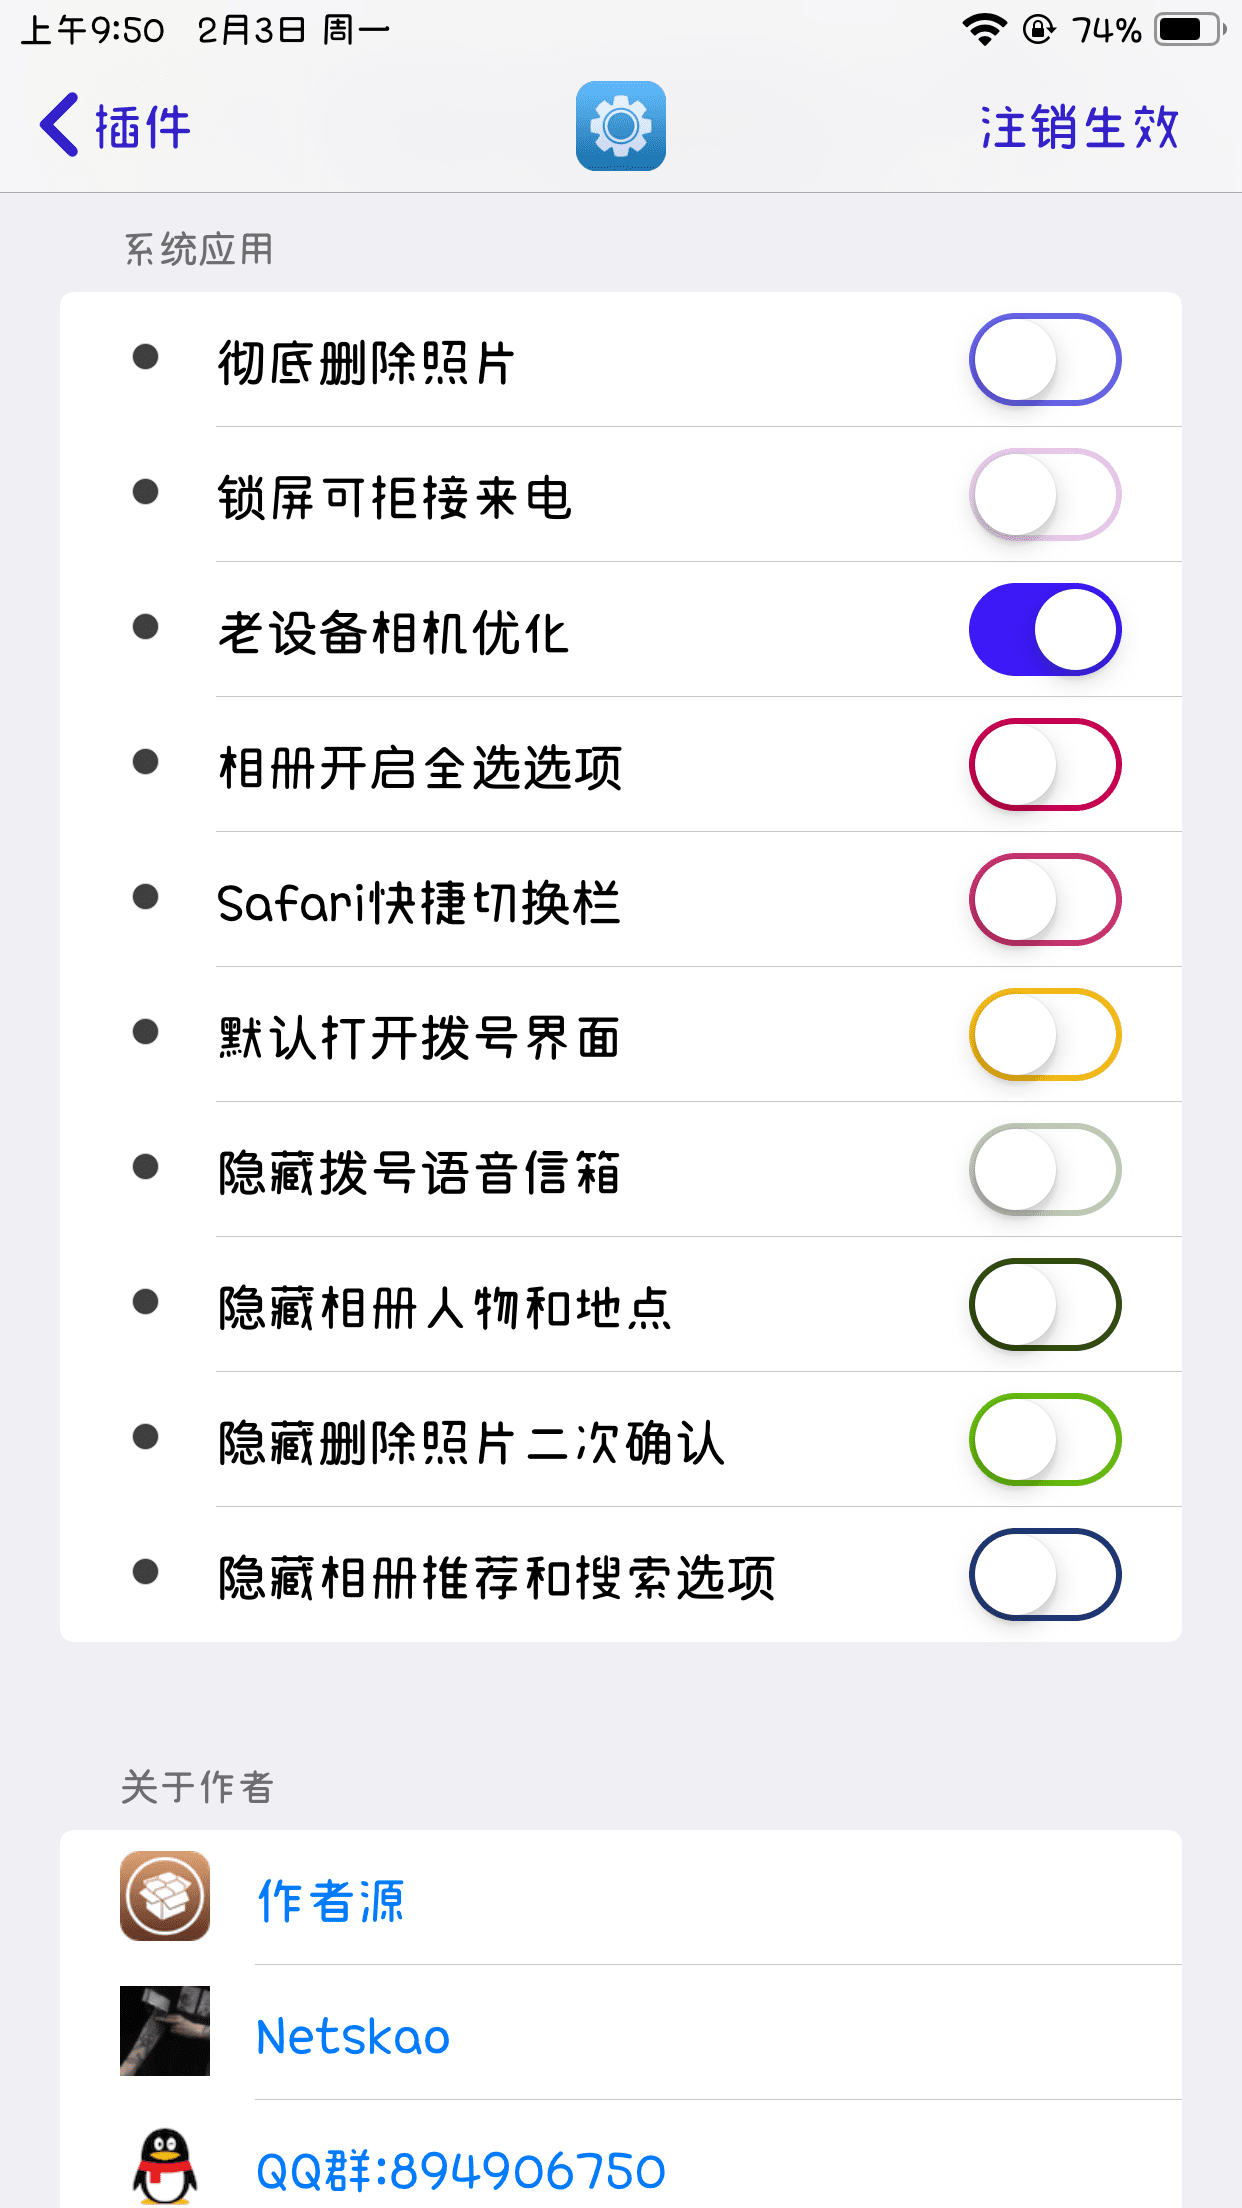 上午9:50 2月3日 周一 74%
插件 注销生效
系统应用
彻底删除照片
锁屏可拒接来电
老设备相机优化
相册开启全选选项
Safari快捷切换栏
默认打开拨号界面
隐藏拨号语音信箱
隐藏相册人物和地点
隐藏删除照片二次确认
隐藏相册推荐和搜索选项
关于作者
作者源
Netskao
QQ群:894906750